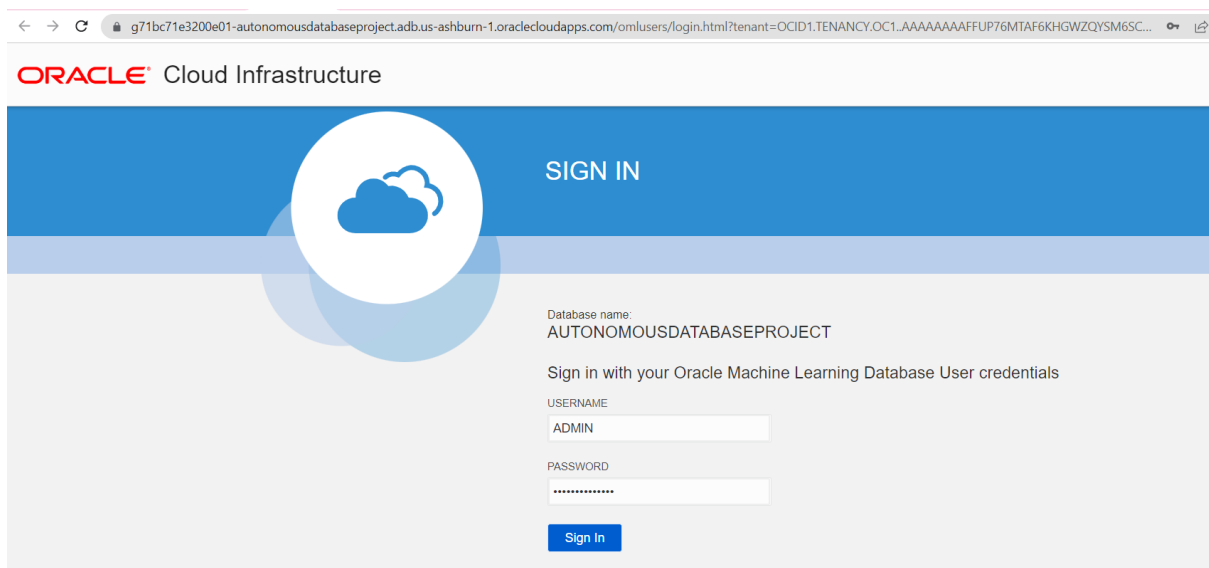 g71bc71e3200e01-autonomousdatabaseproject.adb.us-ashburn-1.oraclecloudapps.com/omlusers/login.html?tenant=OCID1.TENANCY.OC1..AAAAAAAAFFUP76MTAF6KHGWZQYSM6SC...
ORACLE Cloud Infrastructure
SIGN IN
Database name:
AUTONOMOUSDATABASEPROJECT
Sign in with your Oracle Machine Learning Database User credentials
USERNAME
ADMIN
PASSWORD
••••••••••••••
Sign In